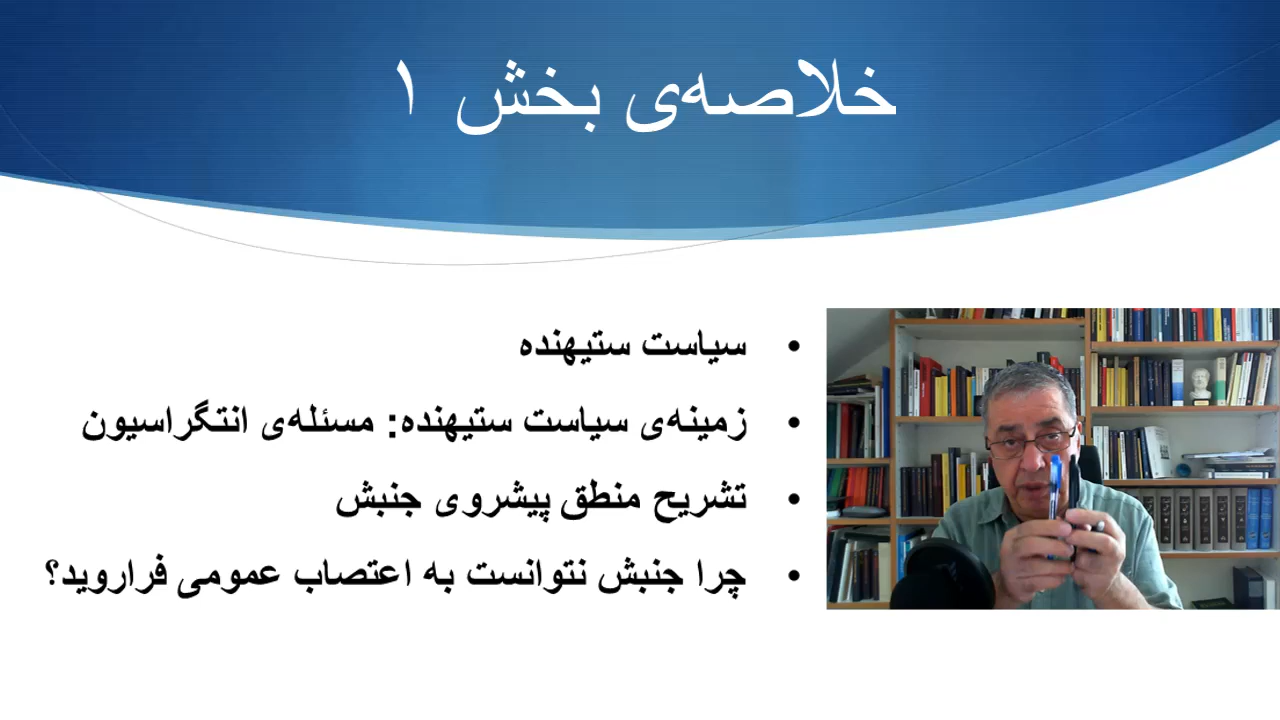 خلاصه‌ی بخش ۱
• سیاست ستیهنده
• زمینه‌ی سیاست ستیهنده: مسئله‌ی انتگراسیون
• تشریح منطق پیشروی جنبش
• چرا جنبش نتوانست به اعتصاب عمومی فراروید؟